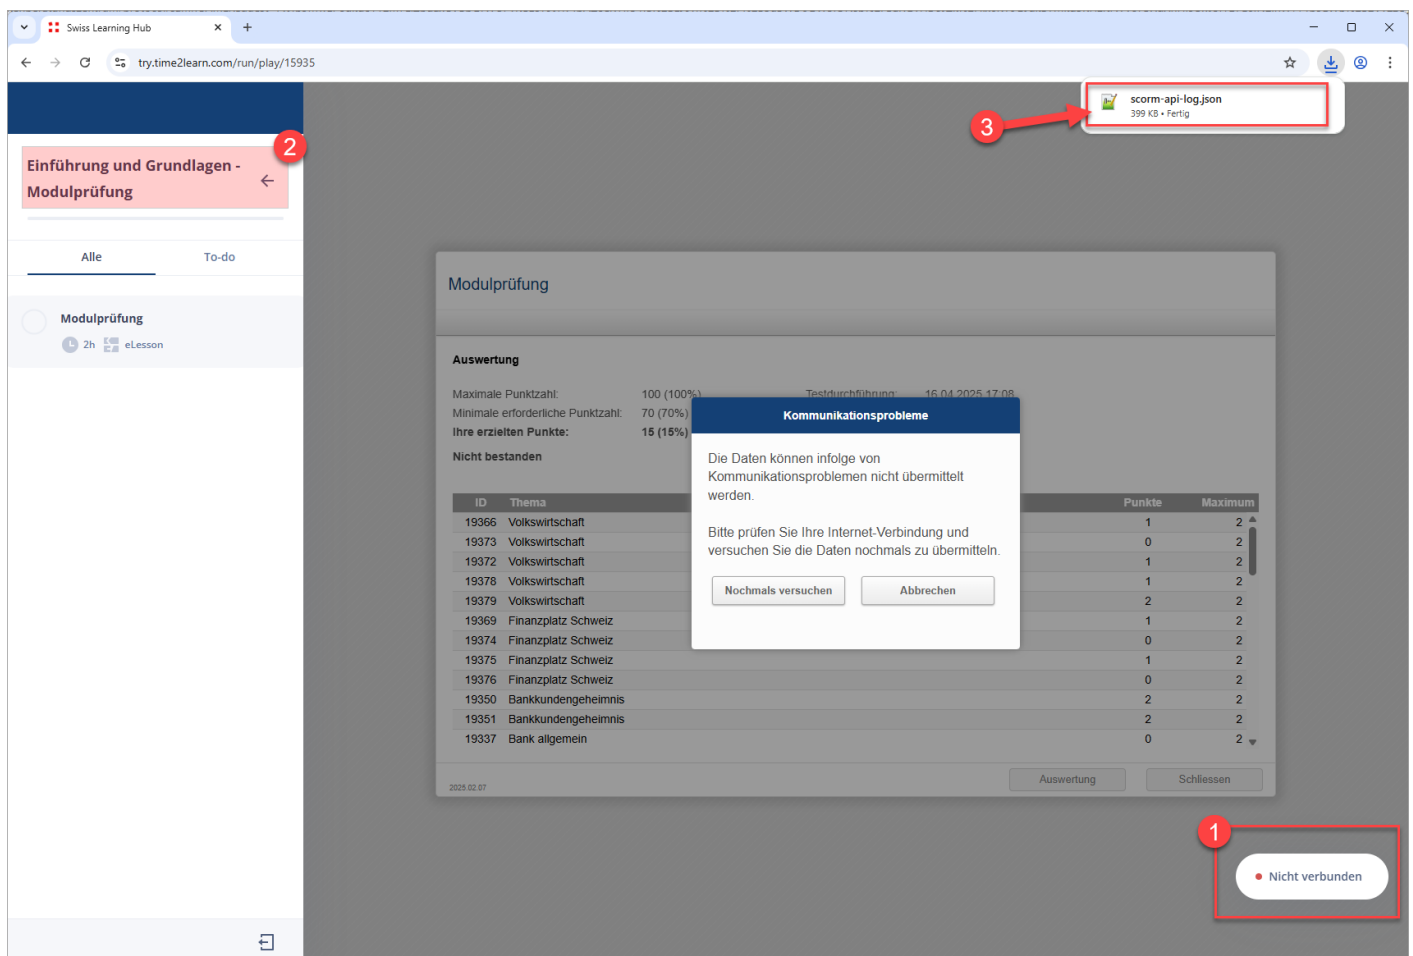 Swiss Learning Hub
try.time2learn.com/run/play/15935
scorm-api-log.json
399 KB • Fertig
3
2
Einführung und Grundlagen -
Modulprüfung
Alle To-do
Modulprüfung
2h eLesson
Modulprüfung
Auswertung
Maximale Punktzahl: 100 (100%) Testdurchführung: 16.04.2025 17:08
Minimale erforderliche Punktzahl: 70 (70%)
Ihre erzielten Punkte: 15 (15%)
Nicht bestanden
Kommunikationsprobleme
Die Daten können infolge von
Kommunikationsproblemen nicht übermittelt
werden.
Bitte prüfen Sie Ihre Internet-Verbindung und
versuchen Sie die Daten nochmals zu übermitteln.
Nochmals versuchen Abbrechen
ID Thema Punkte Maximum
19366 Volkswirtschaft 1 2
19373 Volkswirtschaft 0 2
19372 Volkswirtschaft 1 2
19378 Volkswirtschaft 1 2
19379 Volkswirtschaft 2 2
19369 Finanzplatz Schweiz 1 2
19374 Finanzplatz Schweiz 0 2
19375 Finanzplatz Schweiz 1 2
19376 Finanzplatz Schweiz 0 2
19350 Bankkundengeheimnis 2 2
19351 Bankkundengeheimnis 2 2
19337 Bank allgemein 0 2
Auswertung Schliessen
2025.02.07
1
Nicht verbunden